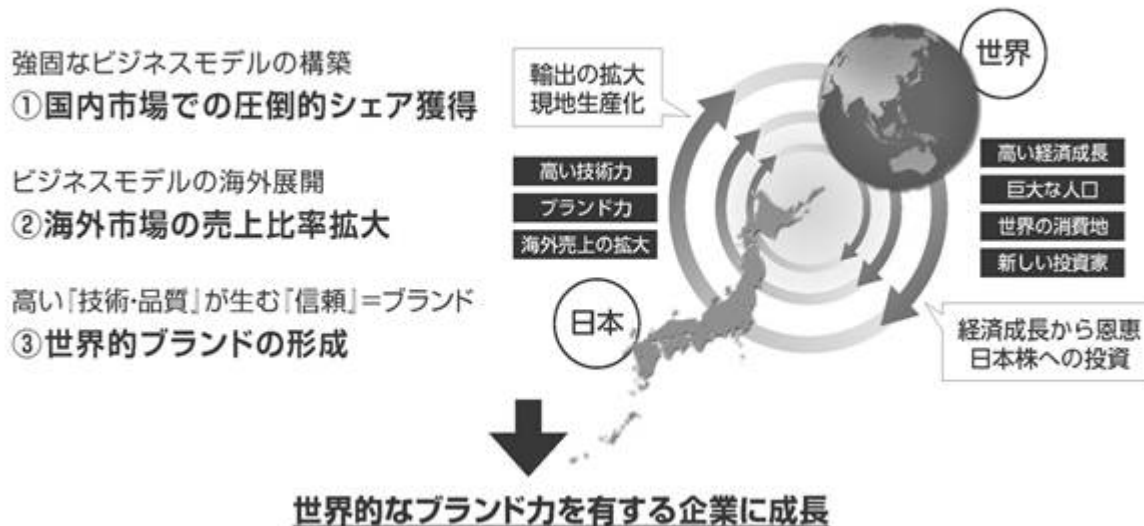 強固なビジネスモデルの構築
①国内市場での圧倒的シェア獲得
ビジネスモデルの海外展開
②海外市場の売上比率拡大
高い『技術・品質』が生む『信頼』＝ブランド
③世界的ブランドの形成
輸出の拡大
現地生産化
世界
高い技術力
ブランド力
海外売上の拡大
高い経済成長
巨大な人口
世界の消費地
新しい投資家
日本
経済成長から恩恵
日本株への投資
世界的なブランド力を有する企業に成長